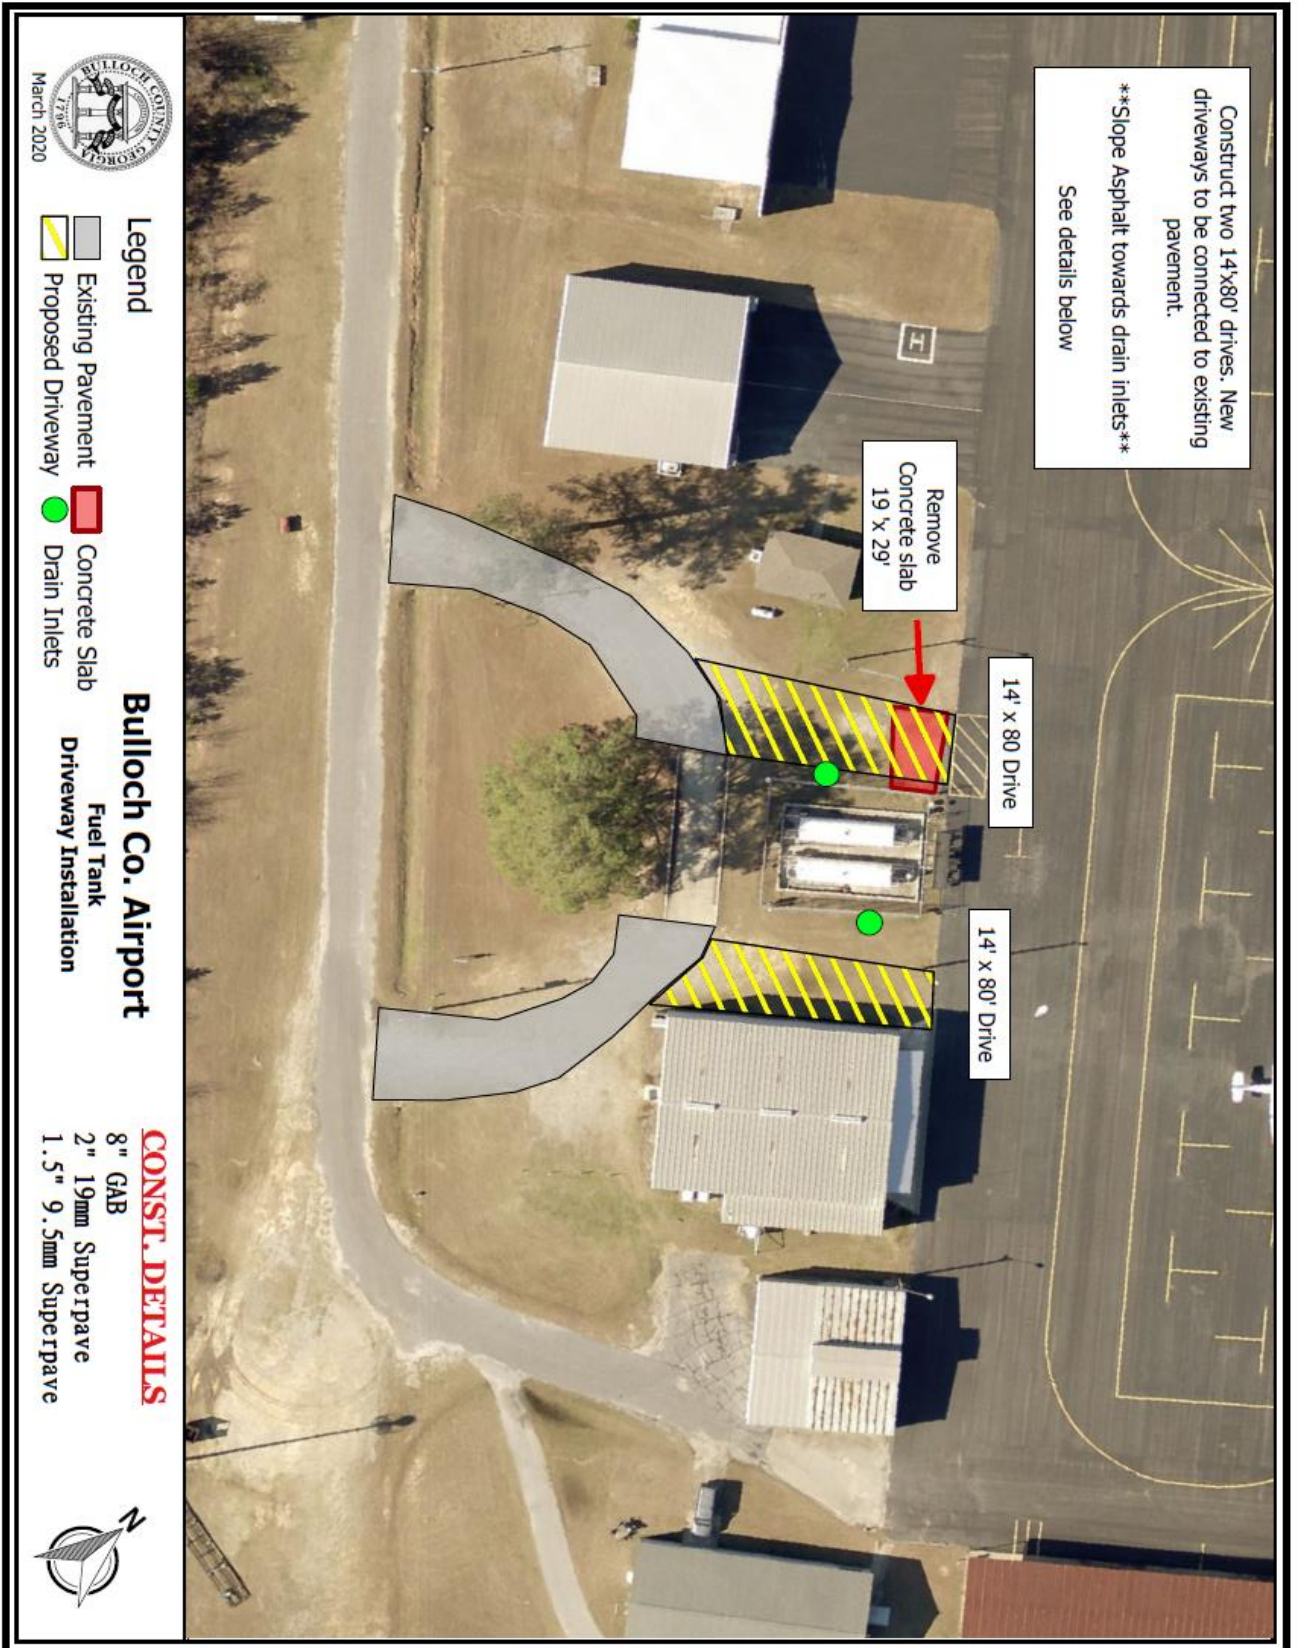 Construct two 14'x80' drives. New
driveways to be connected to existing
pavement.
**Slope Asphalt towards drain inlets**
See details below
Remove
Concrete slab
19 'x 29'
14' x 80 Drive
14' x 80' Drive
H
BULLOCH COUNTY GEORGIA
1796
March 2020
Legend
Existing Pavement
Proposed Driveway
Concrete Slab
Drain Inlets
Bulloch Co. Airport
Fuel Tank
Driveway Installation
CONST. DETAILS
8" GAB
2" 19mm Superpave
1.5" 9.5mm Superpave
N